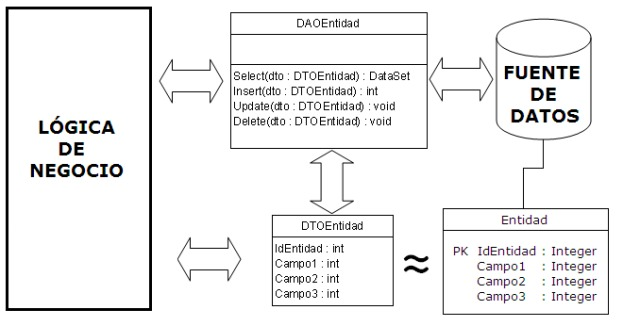 LÓGICA
DE
NEGOCIO
DAOEntidad
Select(dto : DTOEntidad) : DataSet
Insert(dto : DTOEntidad) : int
Update(dto : DTOEntidad) : void
Delete(dto : DTOEntidad) : void
FUENTE
DE
DATOS
DTOEntidad
IdEntidad : int
Campo1 : int
Campo2 : int
Campo3 : int
≈
Entidad
PK IdEntidad : Integer
Campo1 : Integer
Campo2 : Integer
Campo3 : Integer